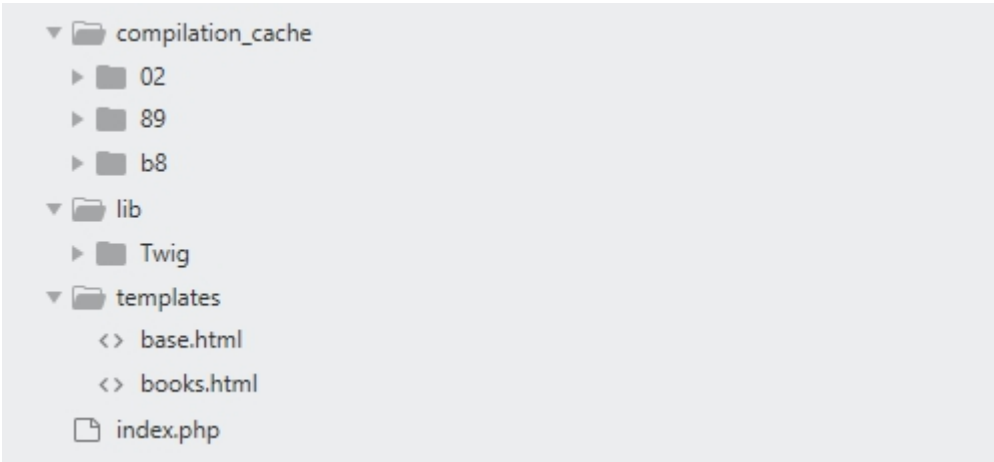 compilation_cache
02
89
b8
lib
Twig
templates
base.html
books.html
index.php